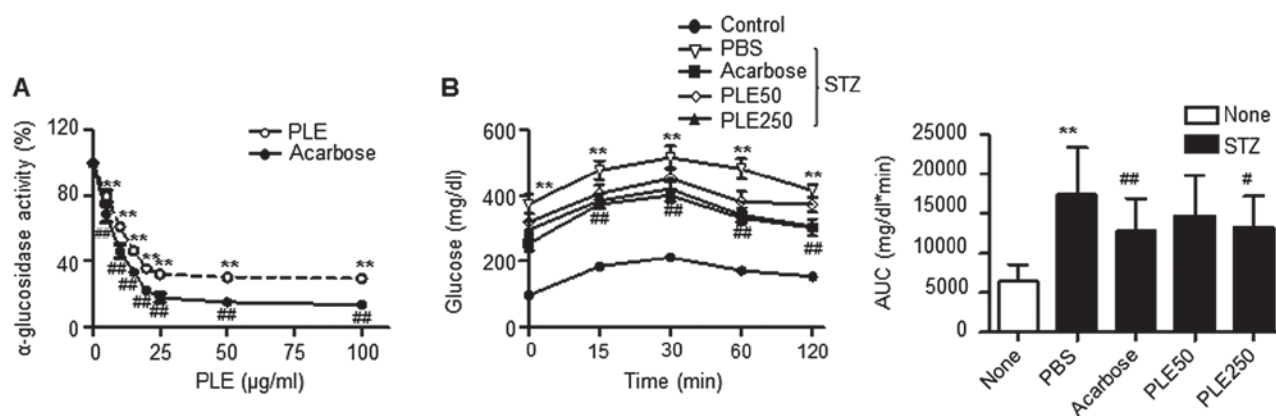 A
α-glucosidase activity (%)
120
80
40
0
PLE
Acarbose
**
**
**
**
**
**
**
##
##
##
##
##
##
##
0
25
50
75
100
PLE (µg/ml)
B
Control
PBS
Acarbose
PLE50
PLE250
STZ
Glucose (mg/dl)
600
400
200
0
**
**
**
**
**
##
##
##
##
0
15
30
60
120
Time (min)
None
STZ
AUC (mg/dl*min)
25000
20000
15000
10000
5000
0
**
##
#
None
PBS
Acarbose
PLE50
PLE250